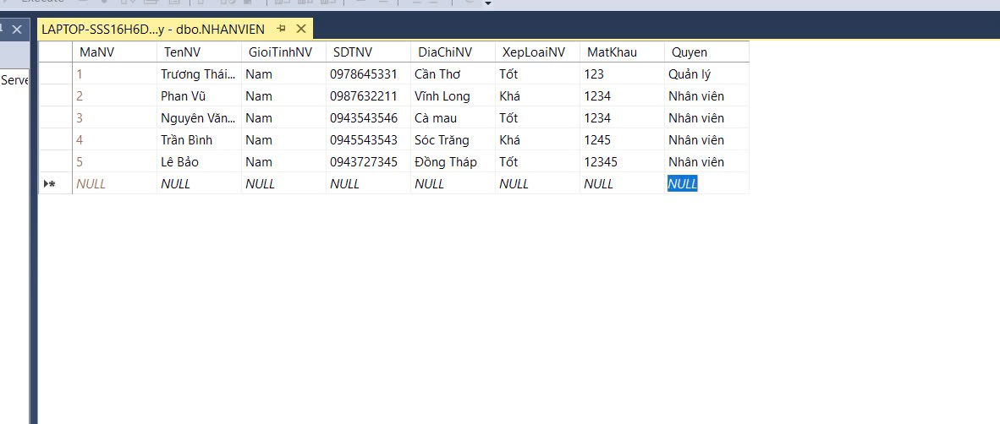 Execute
LAPTOP-SSS16H6D...y - dbo.NHANVIEN
Serve
MaNV TenNV GioiTinhNV SDTNV DiaChiNV XepLoaiNV MatKhau Quyen
1 Trương Thái... Nam 0978645331 Cần Thơ Tốt 123 Quản lý
2 Phan Vũ Nam 0987632211 Vĩnh Long Khá 1234 Nhân viên
3 Nguyên Văn... Nam 0943543546 Cà mau Tốt 1234 Nhân viên
4 Trần Bình Nam 0945543543 Sóc Trăng Khá 1245 Nhân viên
5 Lê Bảo Nam 0943727345 Đồng Tháp Tốt 12345 Nhân viên
NULL NULL NULL NULL NULL NULL NULL NULL